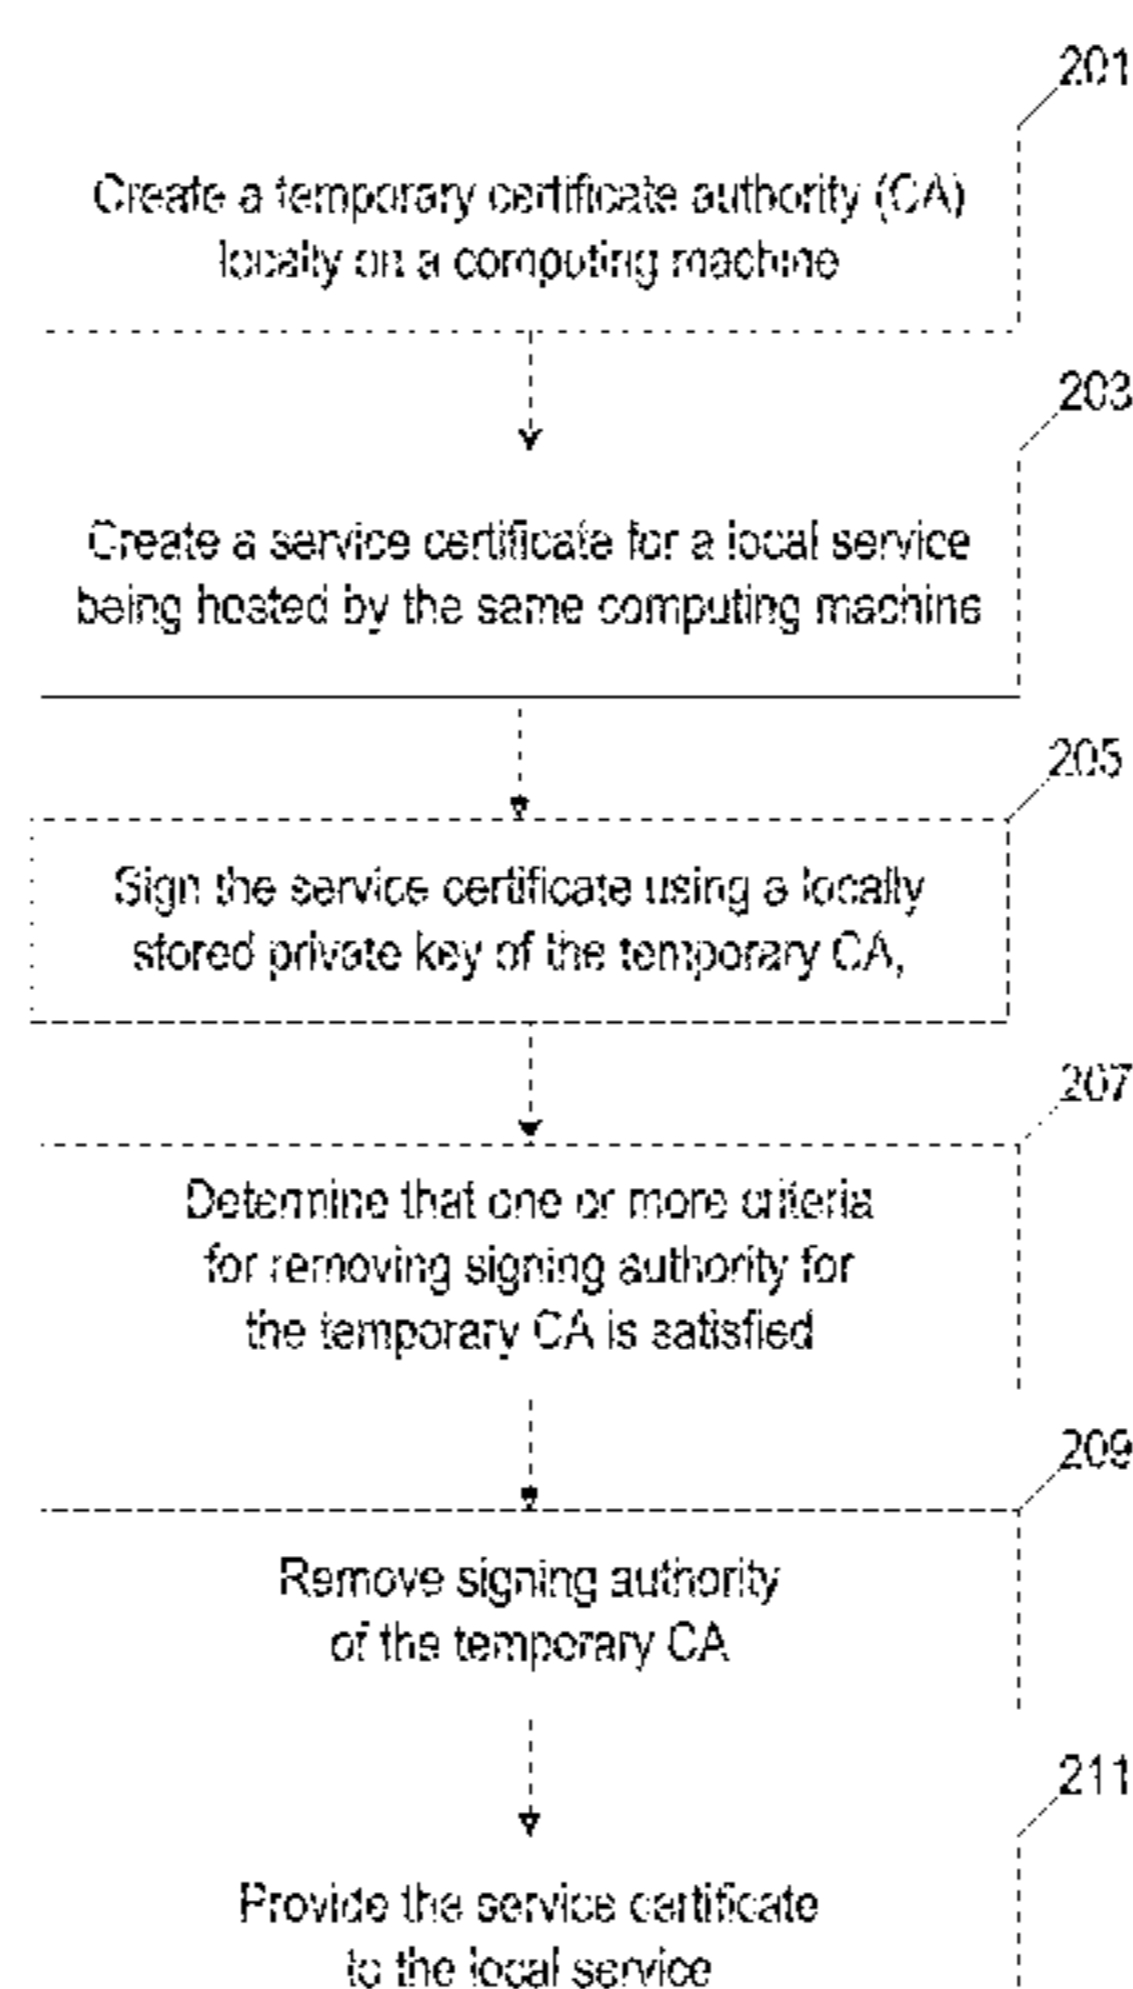 201
Create a temporary certificate authority (CA)
locally on a computing machine
203
Create a service certificate for a local service
being hosted by the same computing machine
205
Sign the service certificate using a locally
stored private key of the temporary CA,
207
Determine that one or more criteria
for removing signing authority for
the temporary CA is satisfied
209
Remove signing authority
of the temporary CA
211
Provide the service certificate
to the local service